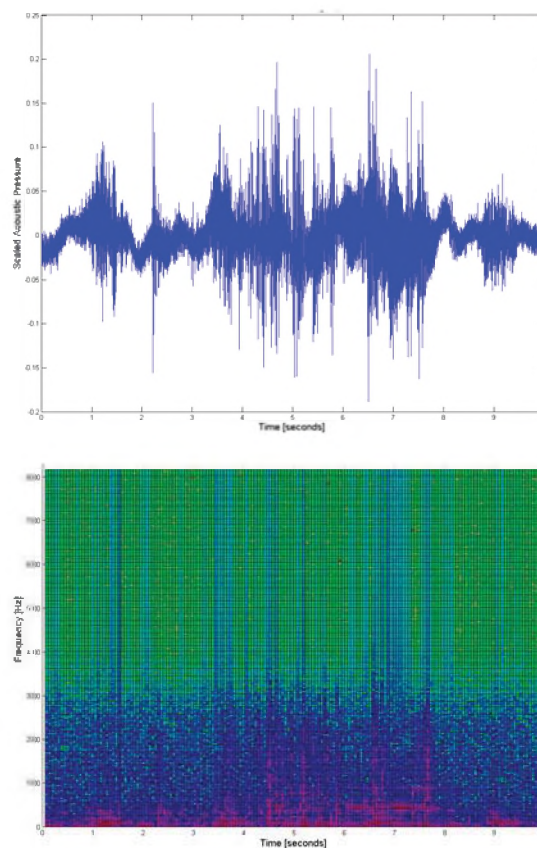 0.25
0.2
0.15
0.1
0.05
0
-0.05
-0.1
-0.15
-0.2
Scaled Acoustic Pressure
0 1 2 3 4 5 6 7 8 9
Time [seconds]
Frequency [Hz]
4100
3000
2000
1000
0
0 1 2 3 4 5 6 7 8 9
Time [seconds]